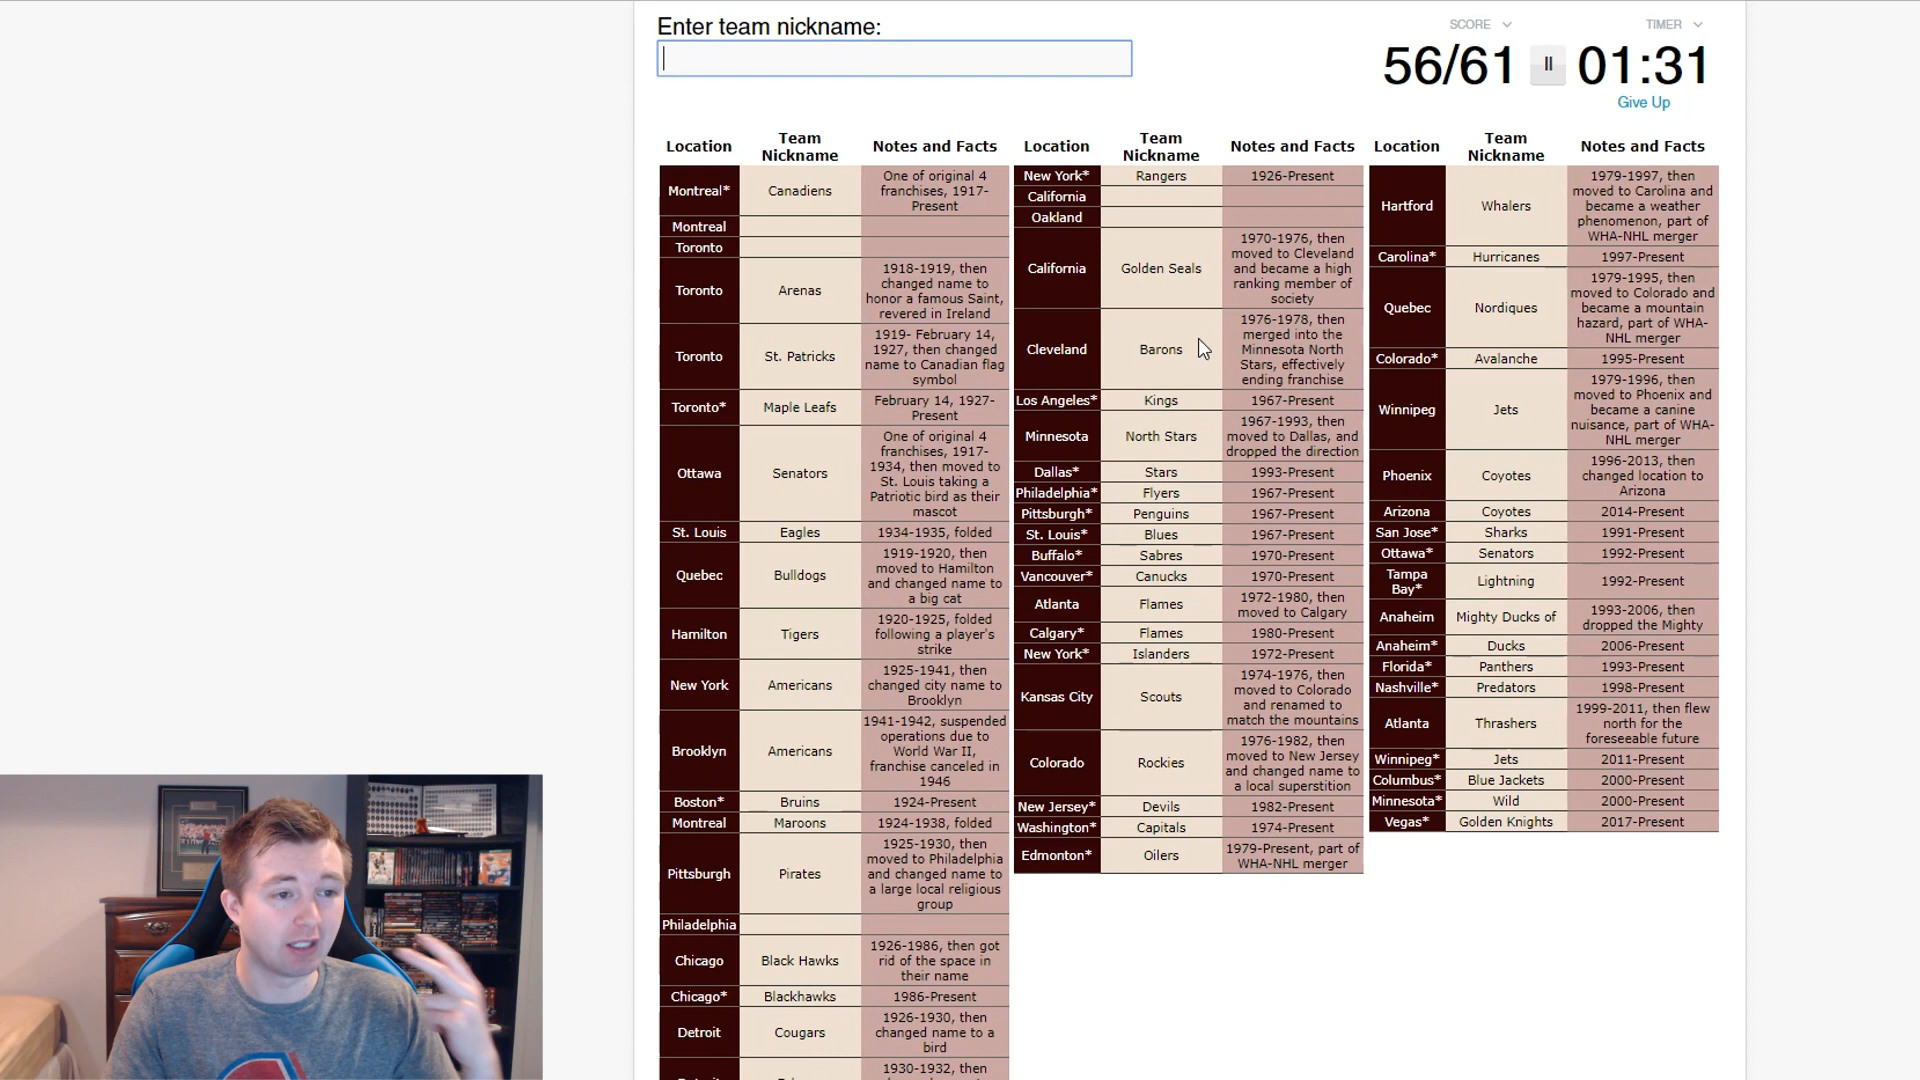 Enter team nickname:
SCORE
TIMER
56/61
01:31
Give Up
Location
Team
Nickname
Notes and Facts
Montreal*
Canadiens
One of original 4
franchises, 1917-
Present
Montreal
Toronto
Toronto
Arenas
1918-1919, then
changed name to
honor a famous Saint,
revered in Ireland
Toronto
St. Patricks
1919- February 14,
1927, then changed
name to Canadian flag
symbol
Toronto*
Maple Leafs
February 14, 1927-
Present
Ottawa
Senators
One of original 4
franchises, 1917-
1934, then moved to
St. Louis taking a
Patriotic bird as their
mascot
St. Louis
Eagles
1934-1935, folded
Quebec
Bulldogs
1919-1920, then
moved to Hamilton
and changed name to
a big cat
Hamilton
Tigers
1920-1925, folded
following a player's
strike
New York
Americans
1925-1941, then
changed city name to
Brooklyn
Brooklyn
Americans
1941-1942, suspended
operations due to
World War II,
franchise canceled in
1946
Boston*
Bruins
1924-Present
Montreal
Maroons
1924-1938, folded
Pittsburgh
Pirates
1925-1930, then
moved to Philadelphia
and changed name to
a large local religious
group
Philadelphia
Chicago
Black Hawks
1926-1986, then got
rid of the space in
their name
Chicago*
Blackhawks
1986-Present
Detroit
Cougars
1926-1930, then
changed name to a
bird
1930-1932, then
Location
Team
Nickname
Notes and Facts
New York*
Rangers
1926-Present
California
Oakland
California
Golden Seals
1970-1976, then
moved to Cleveland
and became a high
ranking member of
society
Cleveland
Barons
1976-1978, then
merged into the
Minnesota North
Stars, effectively
ending franchise
Los Angeles*
Kings
1967-Present
Minnesota
North Stars
1967-1993, then
moved to Dallas, and
dropped the direction
Dallas*
Stars
1993-Present
Philadelphia*
Flyers
1967-Present
Pittsburgh*
Penguins
1967-Present
St. Louis*
Blues
1967-Present
Buffalo*
Sabres
1970-Present
Vancouver*
Canucks
1970-Present
Atlanta
Flames
1972-1980, then
moved to Calgary
Calgary*
Flames
1980-Present
New York*
Islanders
1972-Present
Kansas City
Scouts
1974-1976, then
moved to Colorado
and renamed to
match the mountains
Colorado
Rockies
1976-1982, then
moved to New Jersey
and changed name to
a local superstition
New Jersey*
Devils
1982-Present
Washington*
Capitals
1974-Present
Edmonton*
Oilers
1979-Present, part of
WHA-NHL merger
Location
Team
Nickname
Notes and Facts
Hartford
Whalers
1979-1997, then
moved to Carolina and
became a weather
phenomenon, part of
WHA-NHL merger
Carolina*
Hurricanes
1997-Present
Quebec
Nordiques
1979-1995, then
moved to Colorado and
became a mountain
hazard, part of WHA-
NHL merger
Colorado*
Avalanche
1995-Present
Winnipeg
Jets
1979-1996, then
moved to Phoenix and
became a canine
nuisance, part of WHA-
NHL merger
Phoenix
Coyotes
1996-2013, then
changed location to
Arizona
Arizona
Coyotes
2014-Present
San Jose*
Sharks
1991-Present
Ottawa*
Senators
1992-Present
Tampa
Bay*
Lightning
1992-Present
Anaheim
Mighty Ducks of
1993-2006, then
dropped the Mighty
Anaheim*
Ducks
2006-Present
Florida*
Panthers
1993-Present
Nashville*
Predators
1998-Present
Atlanta
Thrashers
1999-2011, then flew
north for the
foreseeable future
Winnipeg*
Jets
2011-Present
Columbus*
Blue Jackets
2000-Present
Minnesota*
Wild
2000-Present
Vegas*
Golden Knights
2017-Present